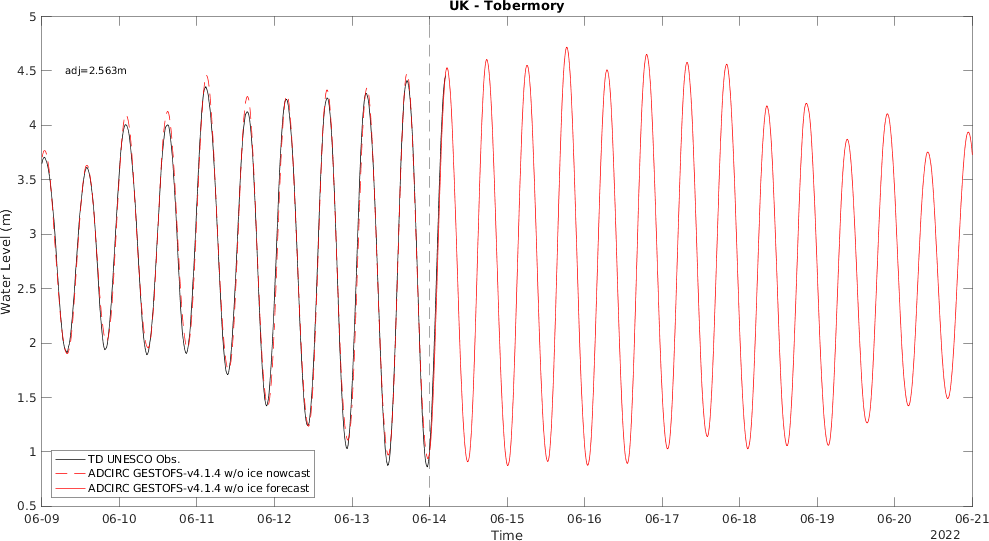 UK - Tobermory
5
4.5
4
3.5
3
2.5
2
1.5
1
0.5
Water Level (m)
adj=2.563m
TD UNESCO Obs.
ADCIRC GESTOFS-v4.1.4 w/o ice nowcast
ADCIRC GESTOFS-v4.1.4 w/o ice forecast
06-09 06-10 06-11 06-12 06-13 06-14 06-15 06-16 06-17 06-18 06-19 06-20 06-21
Time
2022